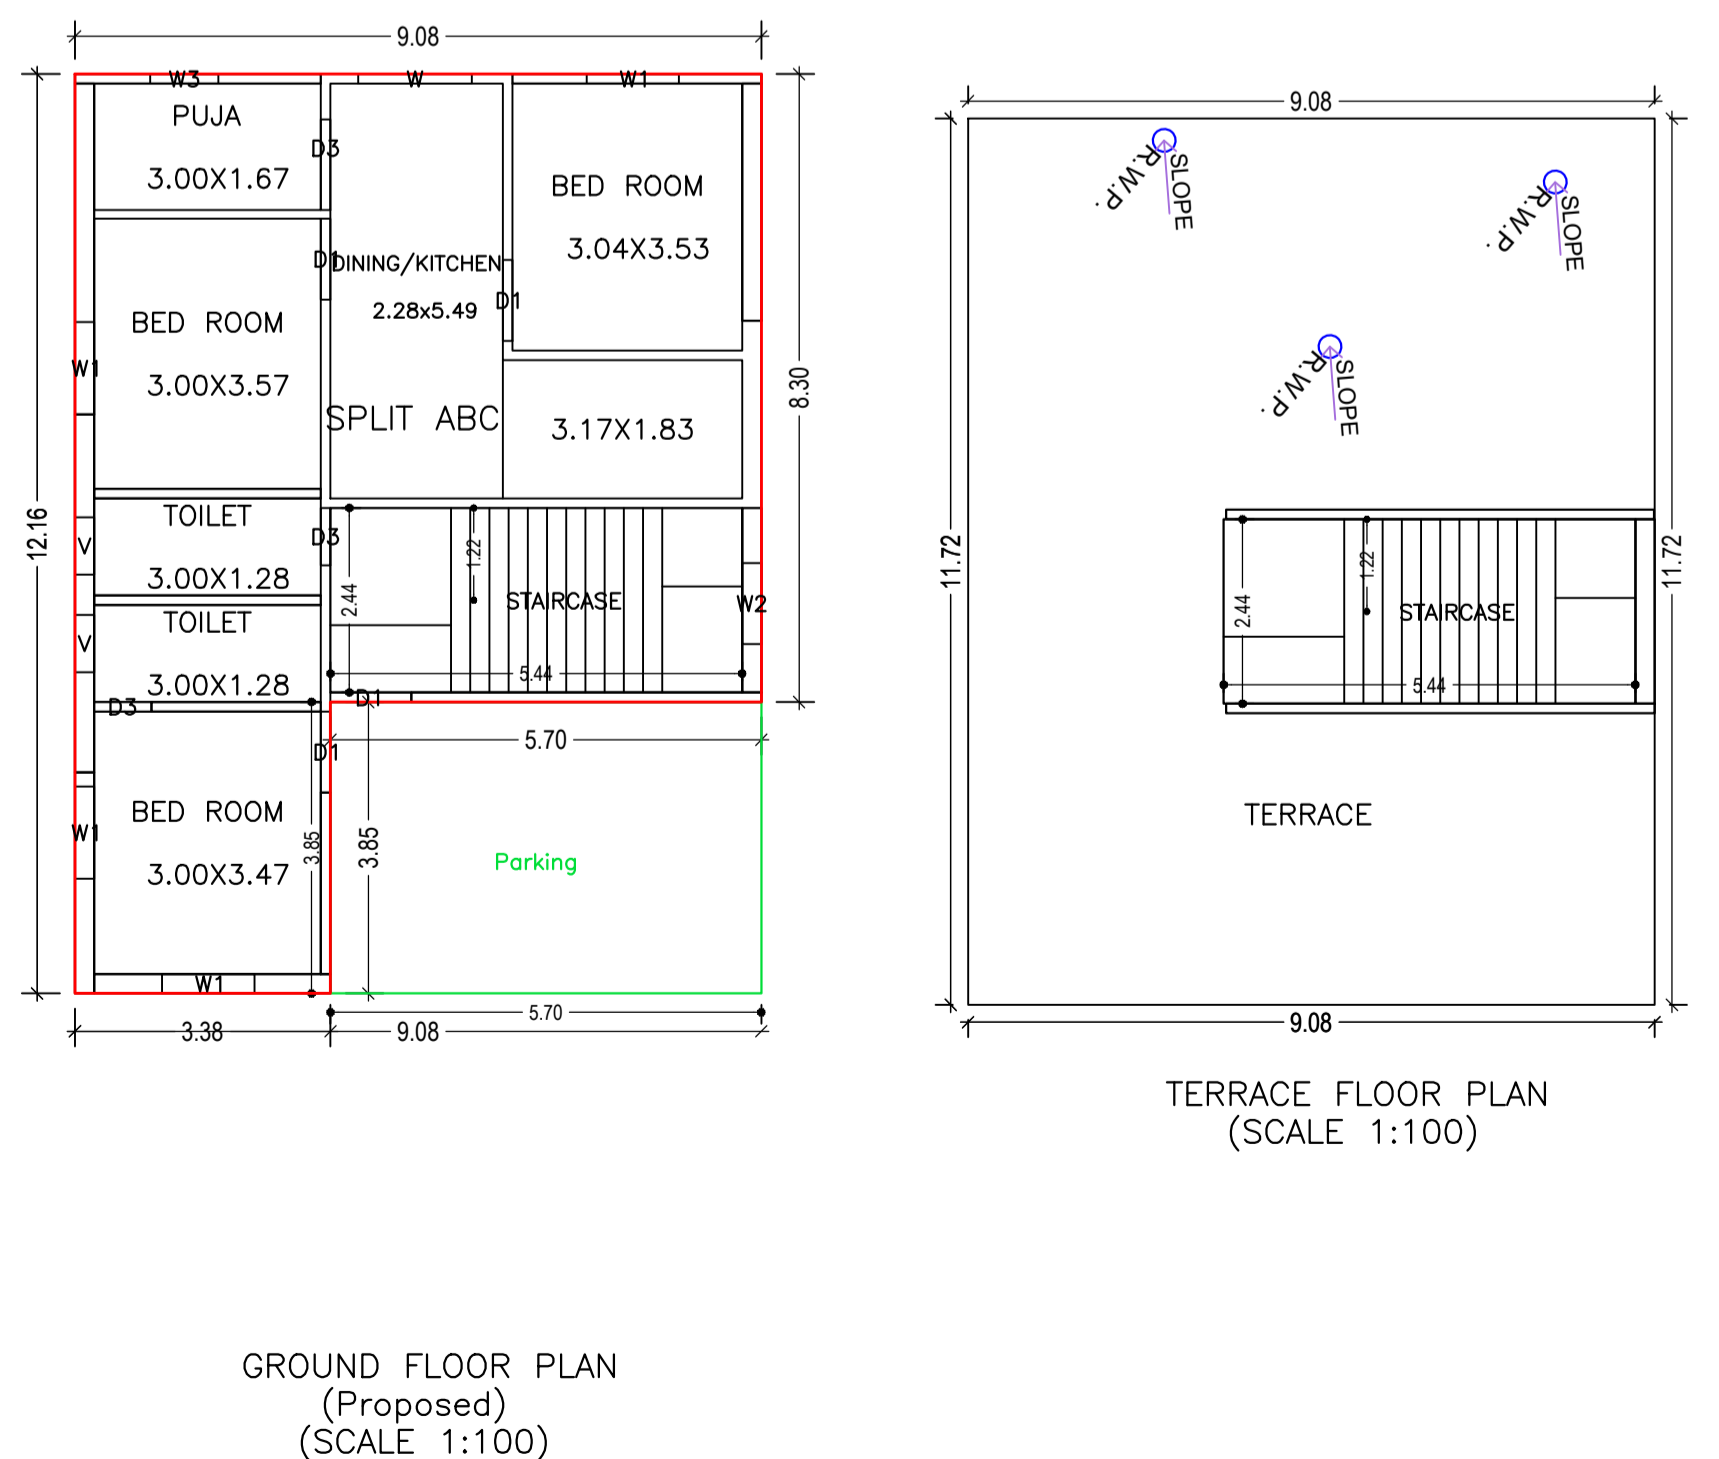 9.08
W3
W
W1
PUJA
D3
3.00X1.67
BED ROOM
3.04X3.53
D1
DINING/KITCHEN
2.28x5.49
D1
BED ROOM
W1
3.00X3.57
SPLIT ABC
3.17X1.83
8.30
12.16
TOILET
V
D3
3.00X1.28
1.22
2.44
STAIRCASE
W2
TOILET
V
3.00X1.28
5.44
D3
D1
5.70
D1
BED ROOM
W1
3.00X3.47
3.85
3.85
Parking
W1
5.70
3.38
9.08
GROUND FLOOR PLAN
(Proposed)
(SCALE 1:100)
9.08
R.W.P.
SLOPE
R.W.P.
SLOPE
R.W.P.
SLOPE
11.72
11.72
1.22
2.44
STAIRCASE
5.44
TERRACE
9.08
TERRACE FLOOR PLAN
(SCALE 1:100)